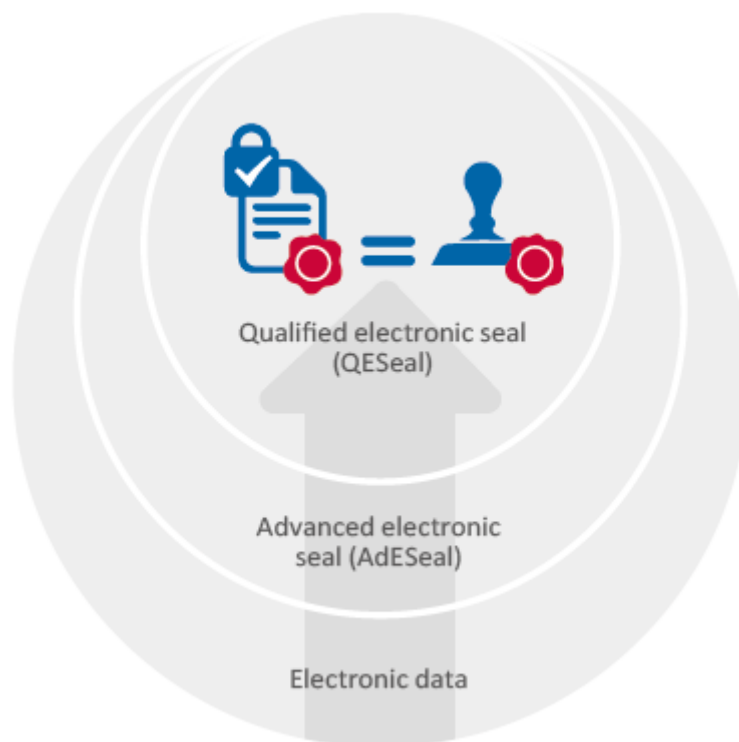 Qualified electronic seal
(QESeal)
Advanced electronic
seal (AdESeal)
Electronic data